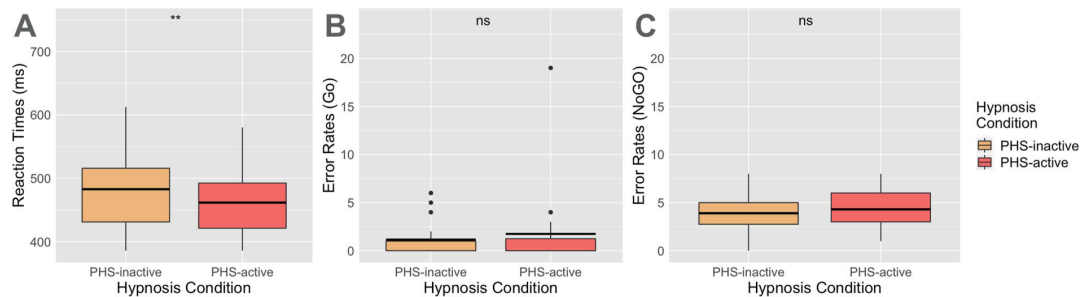 A
**
Reaction Times (ms)
700
600
500
400
PHS-inactive PHS-active
Hypnosis Condition
B
ns
Error Rates (Go)
20
15
10
5
0
PHS-inactive PHS-active
Hypnosis Condition
C
ns
Error Rates (NoGO)
20
15
10
5
0
PHS-inactive PHS-active
Hypnosis Condition
Hypnosis
Condition
PHS-inactive
PHS-active